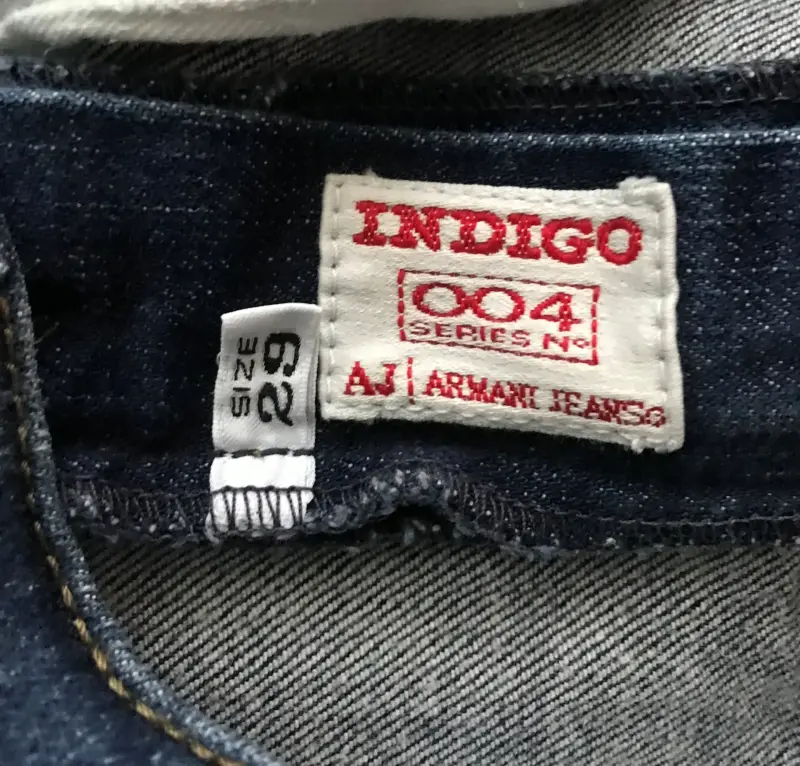 INDIGO
004
SERIES Nº
AJ | ARMANI JEANS®
SIZE
29